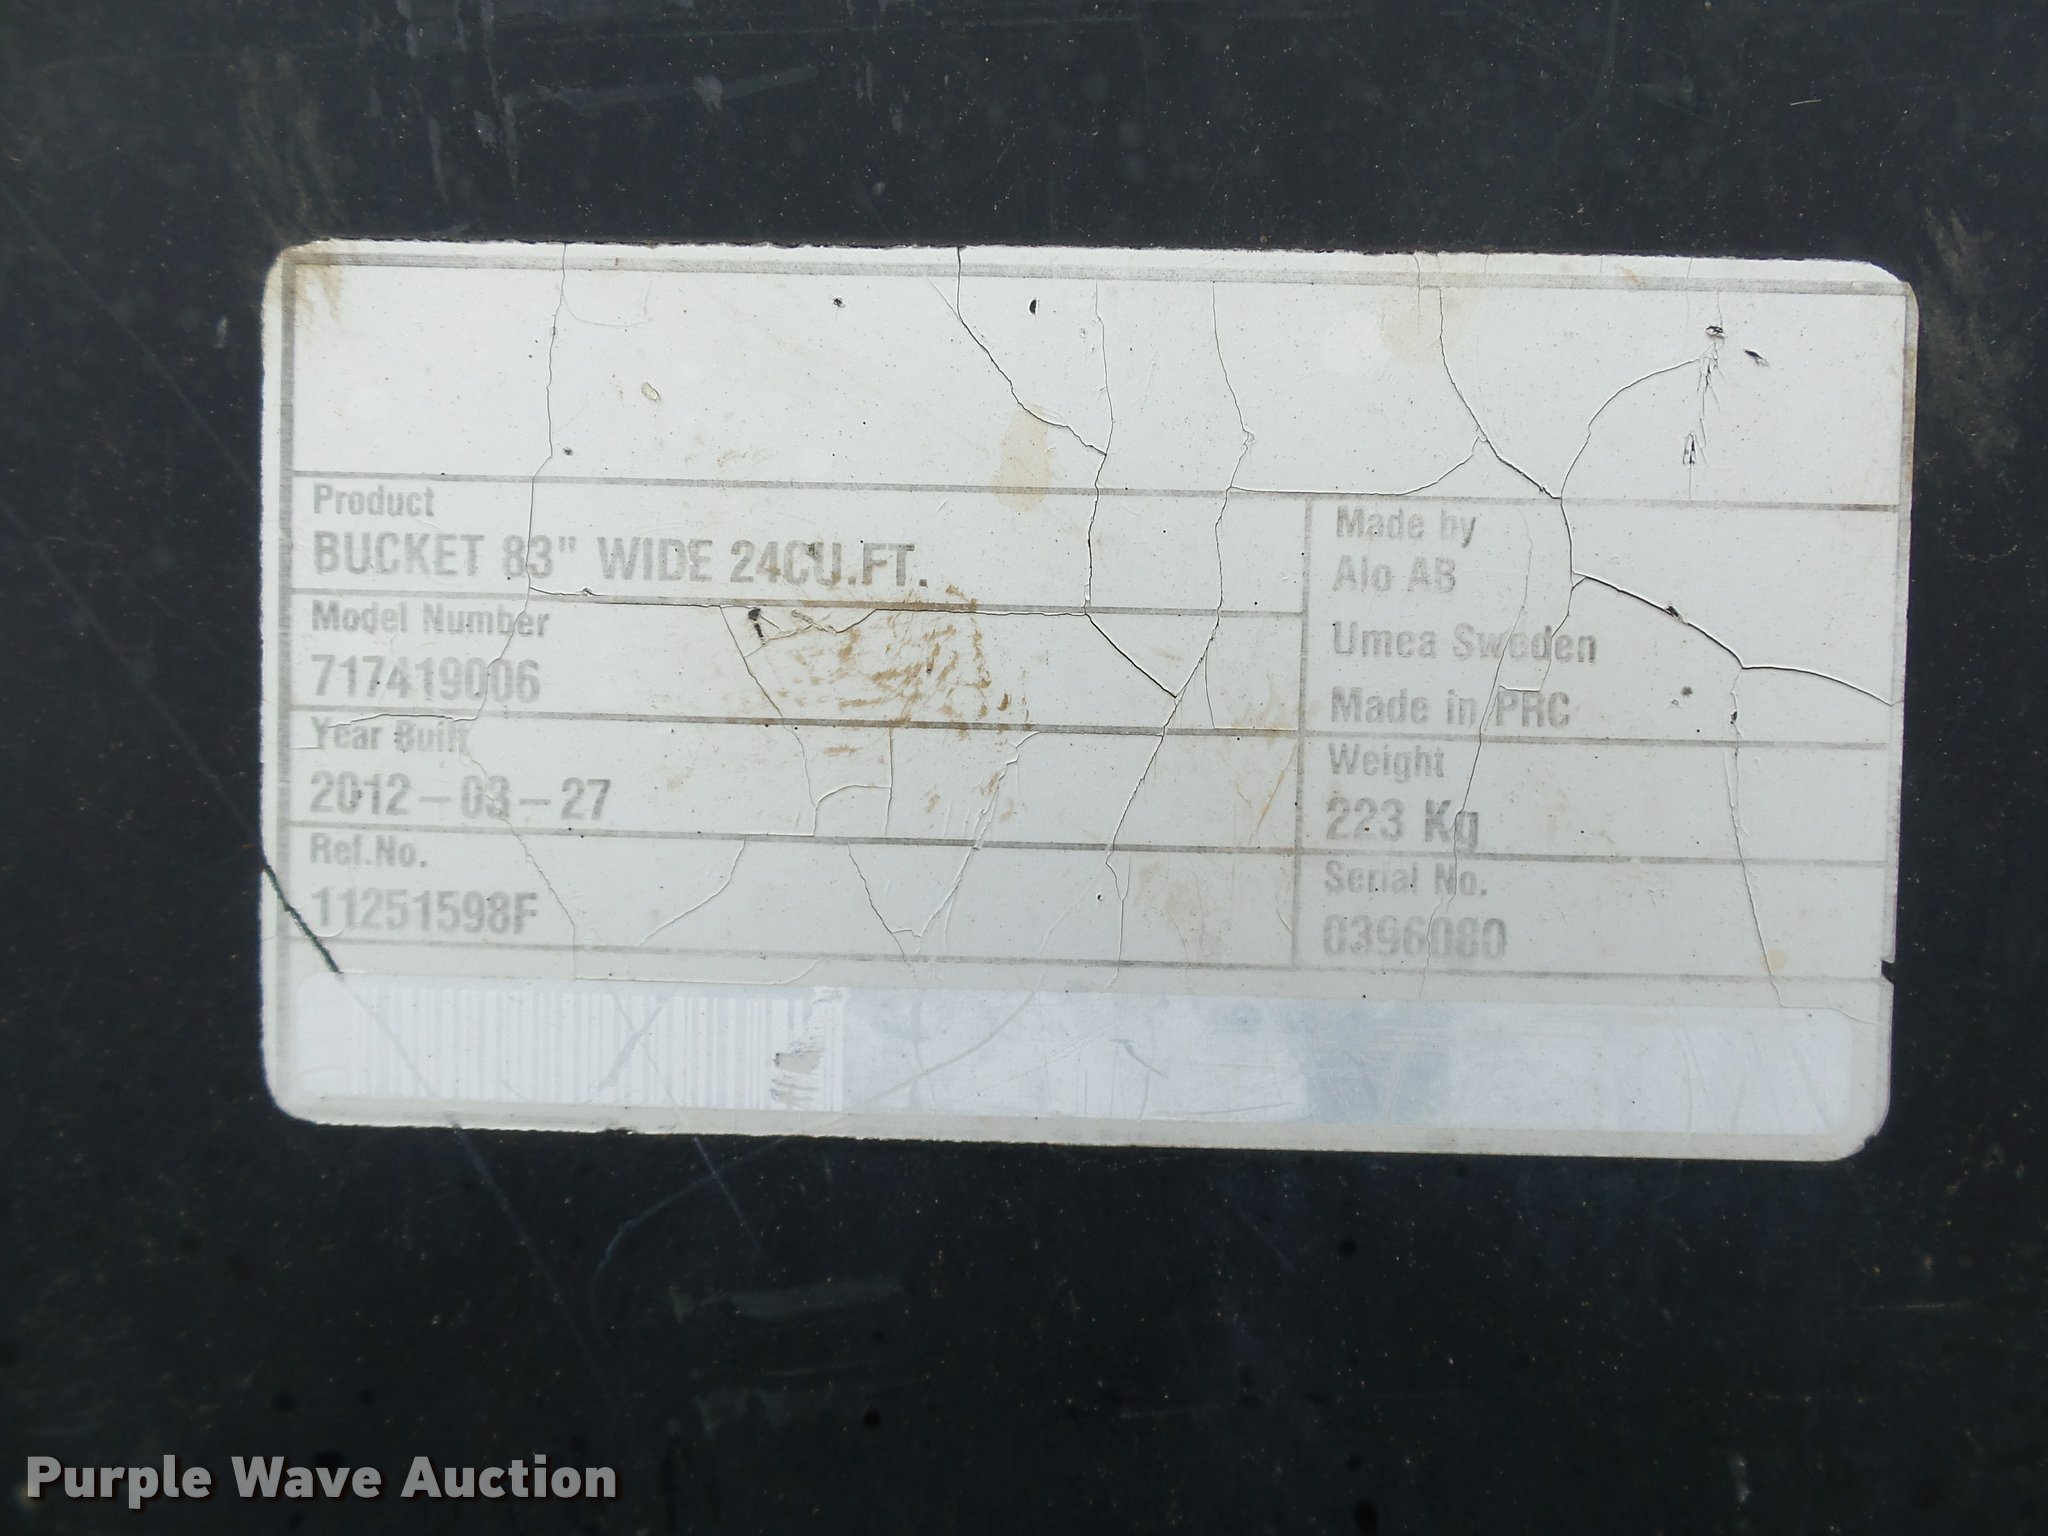 Product
BUCKET 83" WIDE 24CU.FT.
Model Number
717419006
Year Built
2012-03-27
Ref.No.
11251598F
Made by
Alo AB
Umea Sweden
Made in PRC
Weight
223 Kg
Serial No.
0396080
Purple Wave Auction